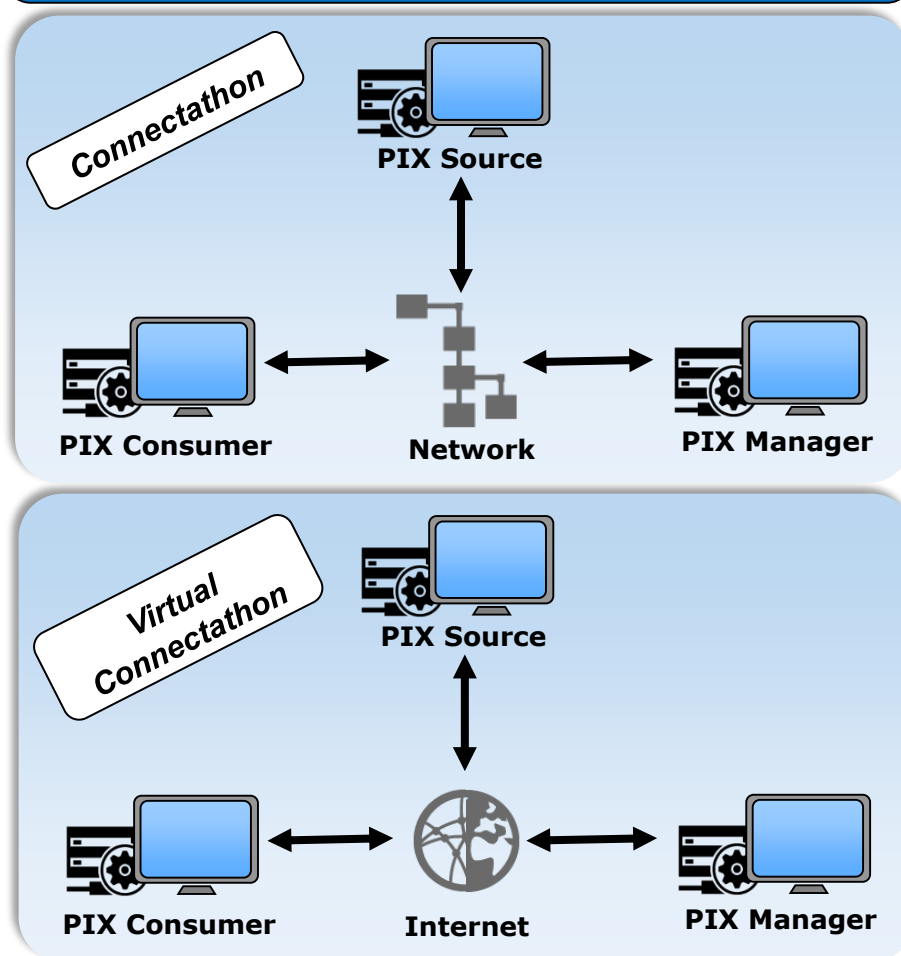 Connectathon
PIX Source
PIX Consumer
Network
PIX Manager
Virtual
Connectathon
PIX Source
PIX Consumer
Internet
PIX Manager